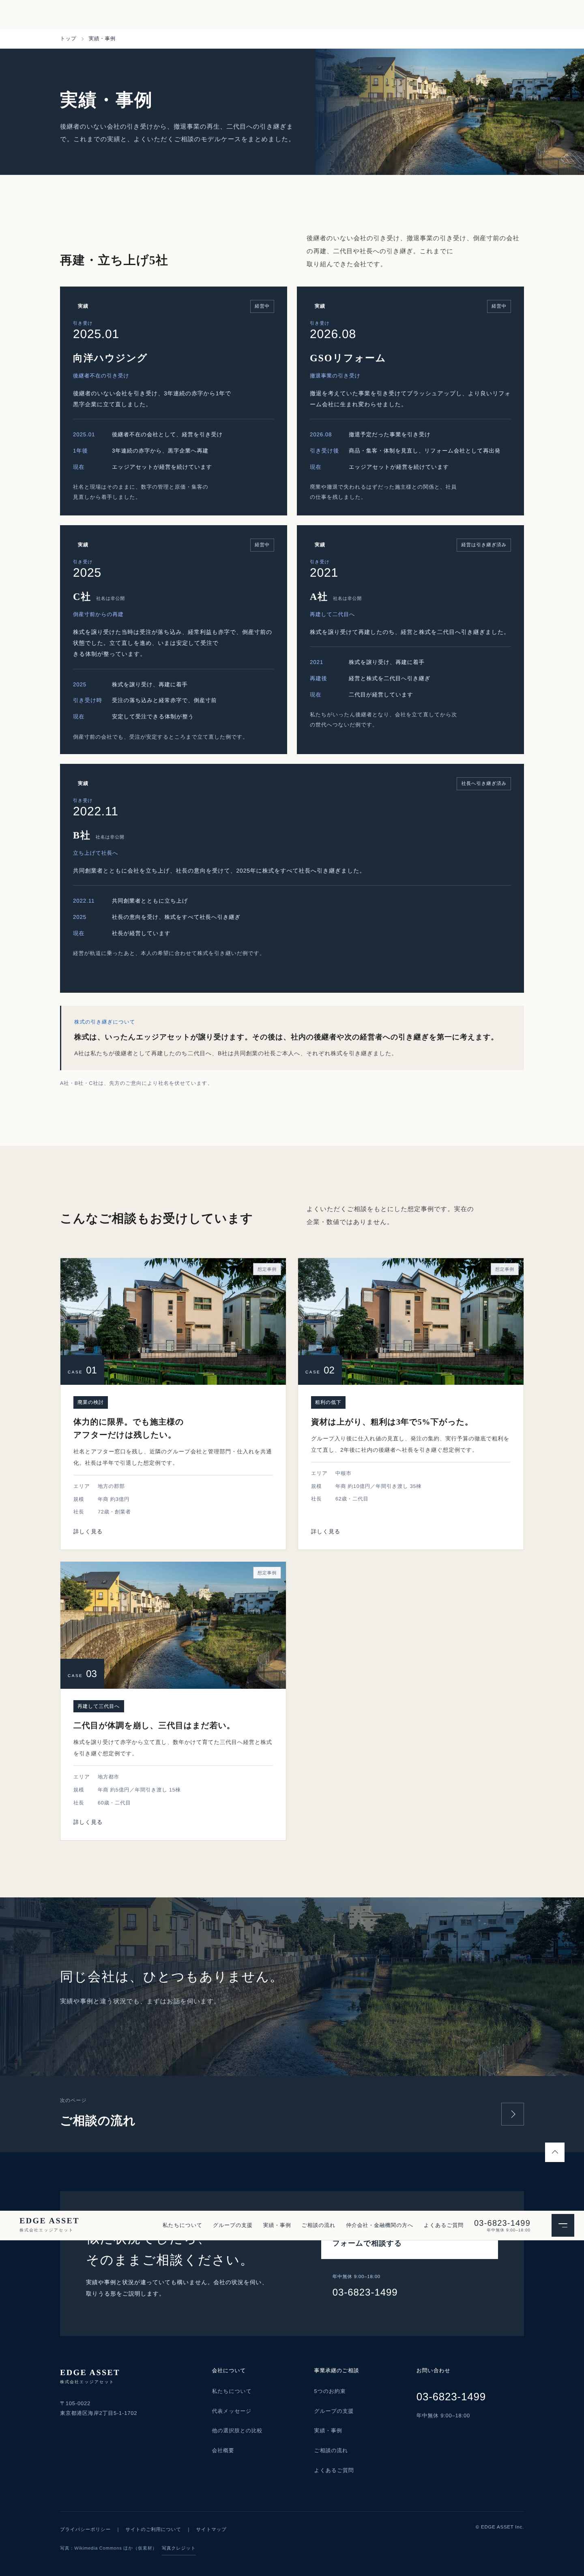 トップ
実績・事例
実績・事例
後継者のいない会社の引き受けから、撤退事業の再生、二代目への引き継ぎま
で。これまでの実績と、よくいただくご相談のモデルケースをまとめました。
再建・立ち上げ5社
後継者のいない会社の引き受け、撤退事業の引き受け、倒産寸前の会社
の再建、二代目や社長への引き継ぎ。これまでに
取り組んできた会社です。
実績
経営中
引き受け
2025.01
向洋ハウジング
後継者不在の引き受け
後継者のいない会社を引き受け、3年連続の赤字から1年で
黒字企業に立て直しました。
2025.01 後継者不在の会社として、経営を引き受け
1年後 3年連続の赤字から、黒字企業へ再建
現在 エッジアセットが経営を続けています
社名と現場はそのままに、数字の管理と原価・集客の
見直しから着手しました。
実績
経営中
引き受け
2026.08
GSOリフォーム
撤退事業の引き受け
撤退を考えていた事業を引き受けてブラッシュアップし、より良いリフォ
ーム会社に生まれ変わらせました。
2026.08 撤退予定だった事業を引き受け
引き受け後 商品・集客・体制を見直し、リフォーム会社として再出発
現在 エッジアセットが経営を続けています
廃業や撤退で失われるはずだった施主様との関係と、社員
の仕事を残しました。
実績
経営中
引き受け
2025
C社 社名は非公開
倒産寸前からの再建
株式を譲り受けた当時は受注が落ち込み、経常利益も赤字で、倒産寸前の
状態でした。立て直しを進め、いまは安定して受注で
きる体制が整っています。
2025 株式を譲り受け、再建に着手
引き受け時 受注の落ち込みと経常赤字で、倒産寸前
現在 安定して受注できる体制が整う
倒産寸前の会社でも、受注が安定するところまで立て直した例です。
実績
経営は引き継ぎ済み
引き受け
2021
A社 社名は非公開
再建して二代目へ
株式を譲り受けて再建したのち、経営と株式を二代目へ引き継ぎました。
2021 株式を譲り受け、再建に着手
再建後 経営と株式を二代目へ引き継ぎ
現在 二代目が経営しています
私たちがいったん後継者となり、会社を立て直してから次
の世代へつないだ例です。
実績
社長へ引き継ぎ済み
引き受け
2022.11
B社 社名は非公開
立ち上げて社長へ
共同創業者とともに会社を立ち上げ、社長の意向を受けて、2025年に株式をすべて社長へ引き継ぎました。
2022.11 共同創業者とともに立ち上げ
2025 社長の意向を受け、株式をすべて社長へ引き継ぎ
現在 社長が経営しています
経営が軌道に乗ったあと、本人の希望に合わせて株式を引き継いだ例です。
株式の引き継ぎについて
株式は、いったんエッジアセットが譲り受けます。その後は、社内の後継者や次の経営者への引き継ぎを第一に考えます。
A社は私たちが後継者として再建したのち二代目へ、B社は共同創業の社長ご本人へ、それぞれ株式を引き継ぎました。
A社・B社・C社は、先方のご意向により社名を伏せています。
こんなご相談もお受けしています
よくいただくご相談をもとにした想定事例です。実在の
企業・数値ではありません。
想定事例
CASE 01
廃業の検討
体力的に限界。でも施主様の
アフターだけは残したい。
社名とアフター窓口を残し、近隣のグループ会社と管理部門・仕入れを共通
化。社長は半年で引退した想定例です。
エリア 地方の郡部
規模 年商 約3億円
社長 72歳・創業者
詳しく見る
想定事例
CASE 02
粗利の低下
資材は上がり、粗利は3年で5%下がった。
グループ入り後に仕入れ値の見直し、発注の集約、実行予算の徹底で粗利を
立て直し、2年後に社内の後継者へ社長を引き継ぐ想定例です。
エリア 中核市
規模 年商 約10億円／年間引き渡し 35棟
社長 62歳・二代目
詳しく見る
想定事例
CASE 03
再建して三代目へ
二代目が体調を崩し、三代目はまだ若い。
株式を譲り受けて赤字から立て直し、数年かけて育てた三代目へ経営と株式
を引き継ぐ想定例です。
エリア 地方都市
規模 年商 約5億円／年間引き渡し 15棟
社長 60歳・二代目
詳しく見る
同じ会社は、ひとつもありません。
実績や事例と違う状況でも、まずはお話を伺います。
次のページ
ご相談の流れ
EDGE ASSET
株式会社エッジアセット
私たちについて
グループの支援
実績・事例
ご相談の流れ
仲介会社・金融機関の方へ
よくあるご質問
03-6823-1499
年中無休 9:00–18:00
そのままご相談ください。
実績や事例と状況が違っていても構いません。会社の状況を伺い、
取りうる形をご説明します。
フォームで相談する
年中無休 9:00–18:00
03-6823-1499
EDGE ASSET
株式会社エッジアセット
〒105-0022
東京都港区海岸2丁目5-1-1702
会社について
私たちについて
代表メッセージ
他の選択肢との比較
会社概要
事業承継のご相談
5つのお約束
グループの支援
実績・事例
ご相談の流れ
よくあるご質問
お問い合わせ
03-6823-1499
年中無休 9:00–18:00
プライバシーポリシー | サイトのご利用について | サイトマップ
© EDGE ASSET Inc.
写真：Wikimedia Commons ほか（仮素材） 写真クレジット